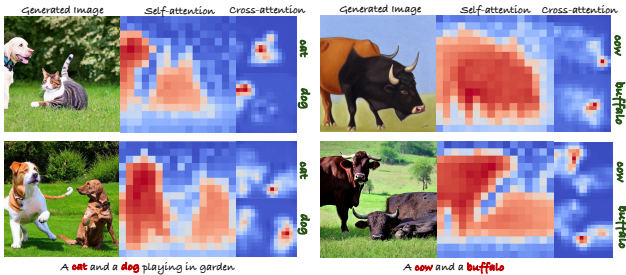 Generated Image Self-attention Cross-attention
Generated Image Self-attention Cross-attention
cat
dog
cow
buffalo
cat
dog
cow
buffalo
A cat and a dog playing in garden
A cow and a buffalo